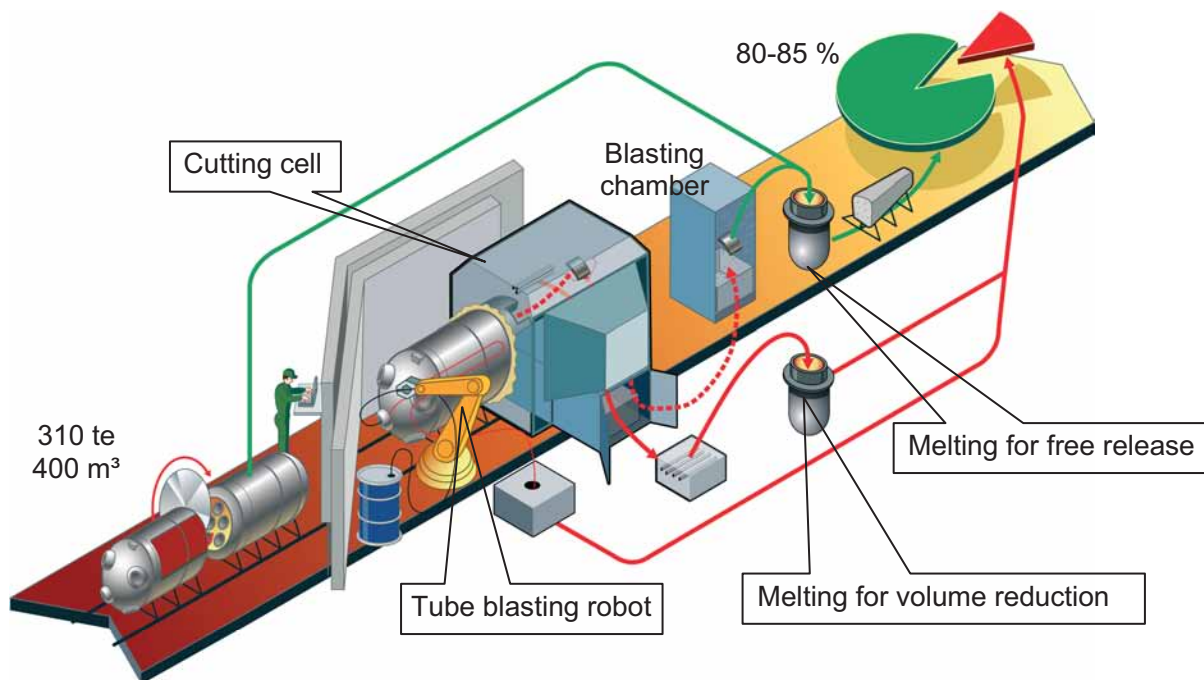 80-85 %
Cutting cell
Blasting
chamber
310 te
400 m³
Melting for free release
Tube blasting robot
Melting for volume reduction